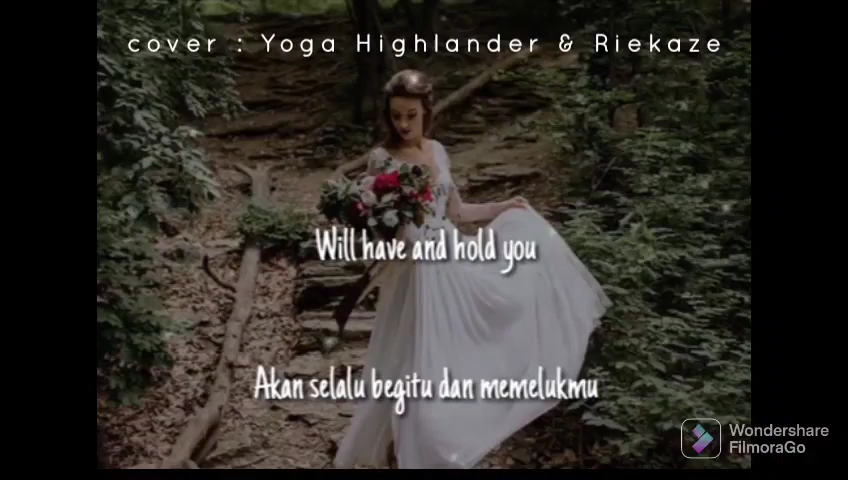 cover : Yoga Highlander & Riekaze
Will have and hold you
Akan selalu begitu dan memelukmu
Wondershare
FilmoraGo